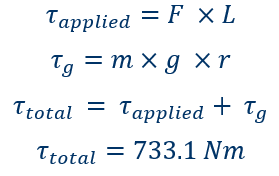 τ_applied = F × L
τ_g = m × g × r
τ_total = τ_applied + τ_g
τ_total = 733.1 Nm